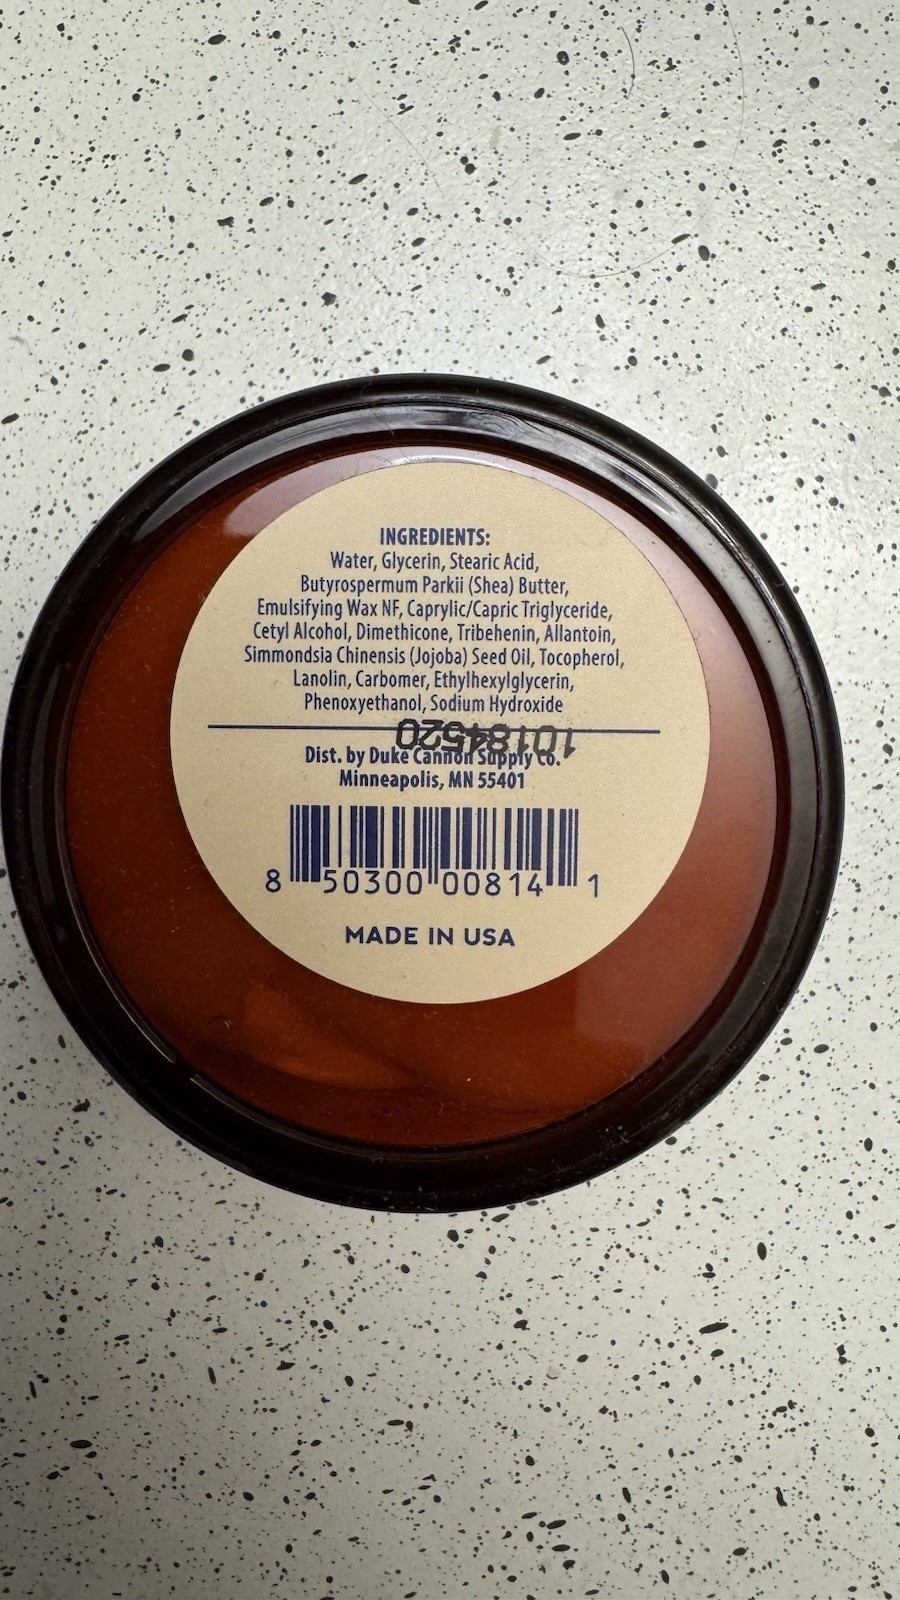 INGREDIENTS:
Water, Glycerin, Stearic Acid,
Butyrospermum Parkii (Shea) Butter,
Emulsifying Wax NF, Caprylic/Capric Triglyceride,
Cetyl Alcohol, Dimethicone, Tribehenin, Allantoin,
Simmondsia Chinensis (Jojoba) Seed Oil, Tocopherol,
Lanolin, Carbomer, Ethylhexylglycerin,
Phenoxyethanol, Sodium Hydroxide
10184520
Dist. by Duke Cannon Supply Co.
Minneapolis, MN 55401
8 50300 00814 1
MADE IN USA